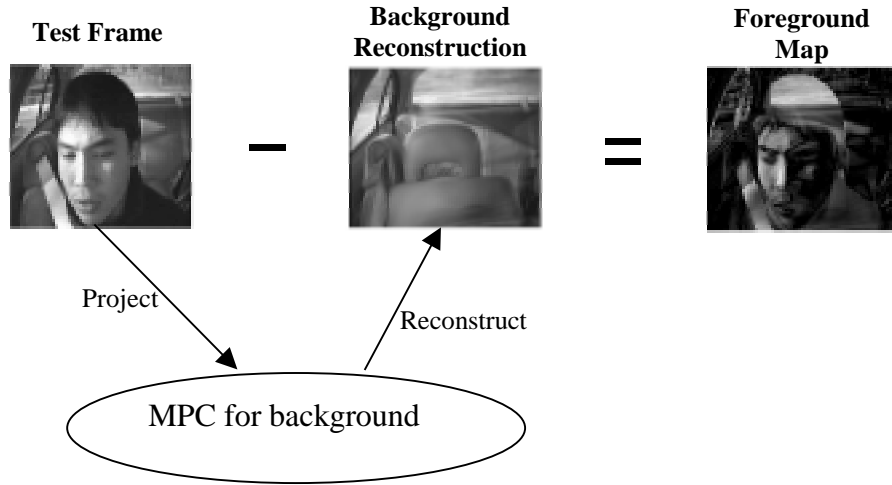 Test Frame
Background
Reconstruction
Foreground
Map
Project
Reconstruct
MPC for background